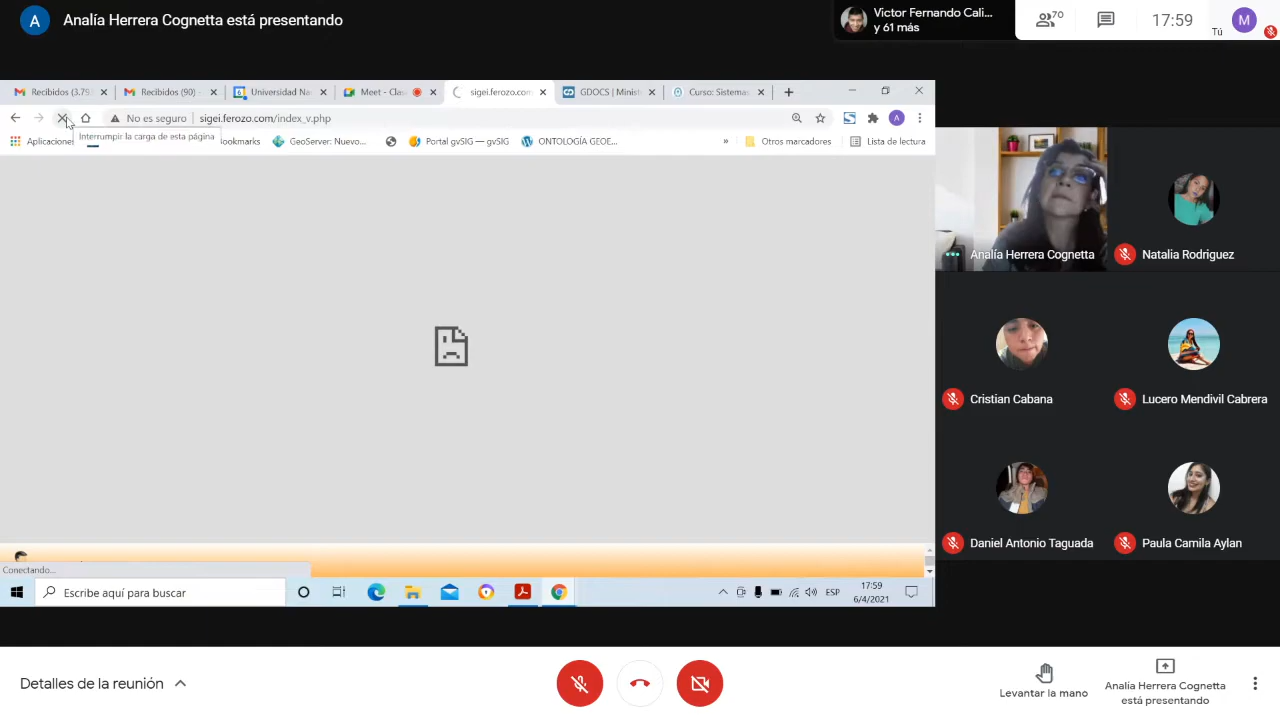 A
Analía Herrera Cognetta está presentando
Victor Fernando Cali...
y 61 más
70
17:59
Tú
M
Recibidos (3.79
Recibidos (90) -
Universidad Na
Meet - Clas
sigei.ferozo.com/
GDOCS | Minist
Curso: Sistemas
No es seguro
sigei.ferozo.com/index_v.php
A
Interrumpir la carga de esta página
Aplicaciones
ookmarks
GeoServer: Nuevo...
Portal gvSIG — gvSIG
ONTOLOGÍA GEOE...
»
Otros marcadores
Lista de lectura
Conectando...
Escribe aquí para buscar
ESP
17:59
6/4/2021
Analía Herrera Cognetta
Natalia Rodriguez
Cristian Cabana
Lucero Mendivil Cabrera
Daniel Antonio Taguada
Paula Camila Aylan
Detalles de la reunión
Levantar la mano
Analía Herrera Cognetta
está presentando